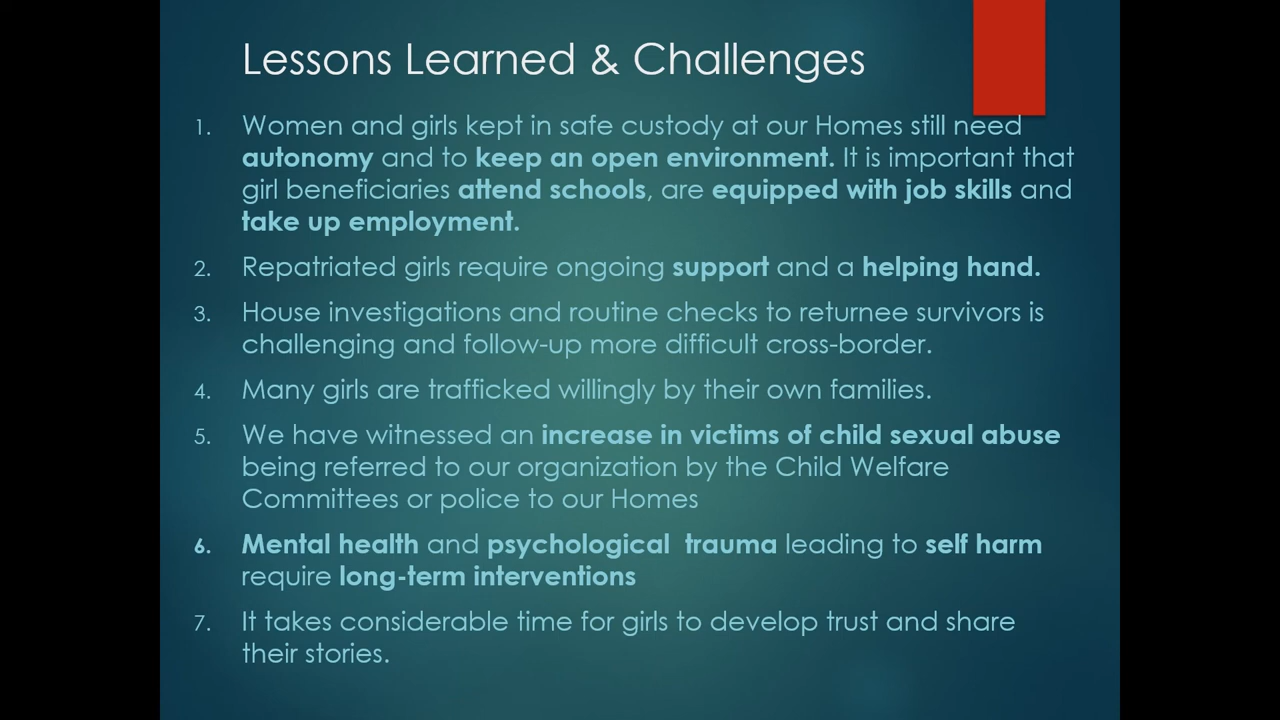 Lessons Learned & Challenges
1. Women and girls kept in safe custody at our Homes still need
autonomy and to keep an open environment. It is important that
girl beneficiaries attend schools, are equipped with job skills and
take up employment.
2. Repatriated girls require ongoing support and a helping hand.
3. House investigations and routine checks to returnee survivors is
challenging and follow-up more difficult cross-border.
4. Many girls are trafficked willingly by their own families.
5. We have witnessed an increase in victims of child sexual abuse
being referred to our organization by the Child Welfare
Committees or police to our Homes
6. Mental health and psychological  trauma leading to self harm
require long-term interventions
7. It takes considerable time for girls to develop trust and share
their stories.